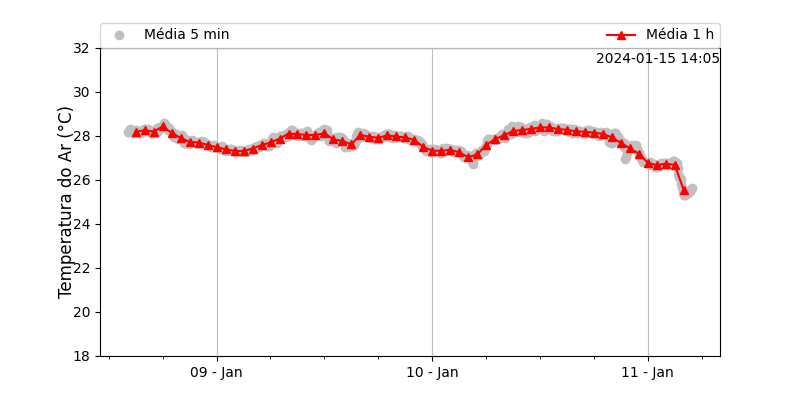 Média 5 min
Média 1 h
2024-01-15 14:05
Temperatura do Ar (°C)
32
30
28
26
24
22
20
18
09 - Jan
10 - Jan
11 - Jan